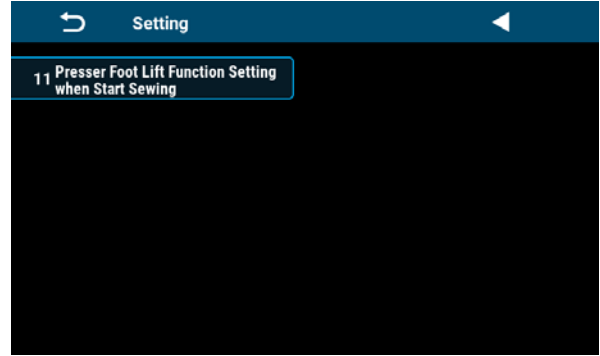 Setting
11 Presser Foot Lift Function Setting
when Start Sewing